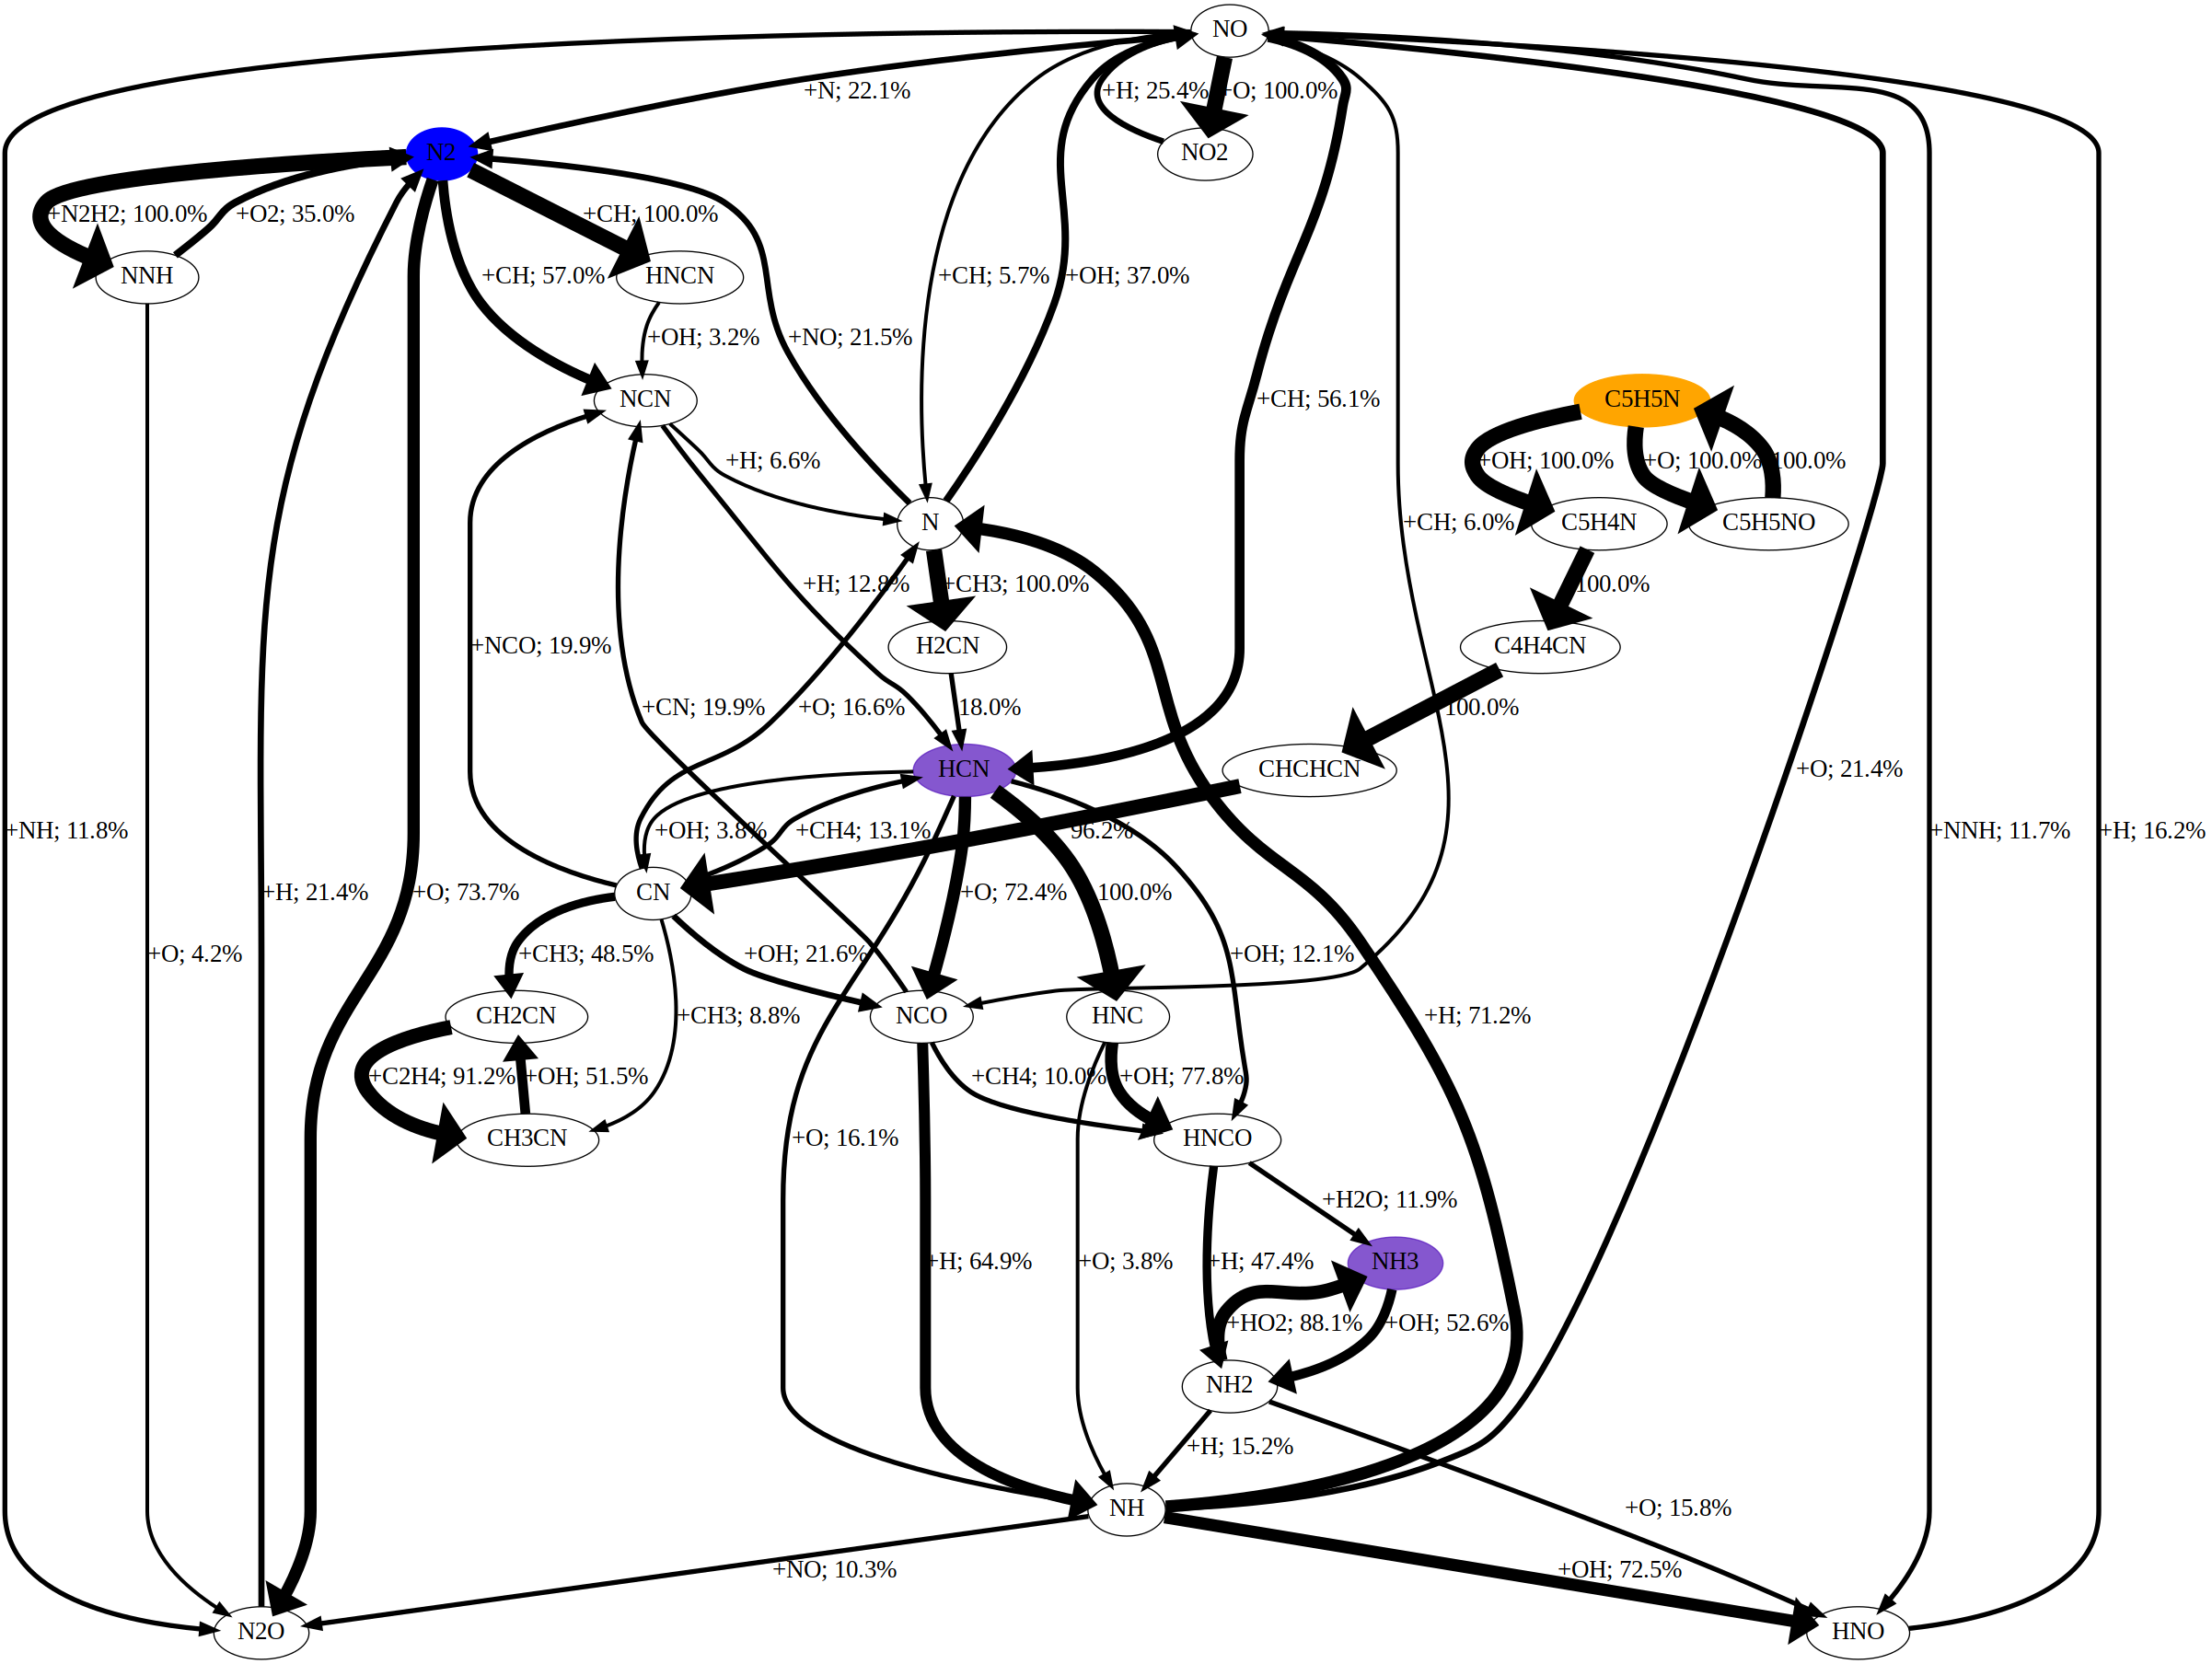 NO
+N; 22.1%
+H; 25.4%
+O; 100.0%
N2
NO2
+N2H2; 100.0%
+O2; 35.0%
+CH; 100.0%
NNH
+CH; 57.0%
HNCN
+CH; 5.7%
+OH; 37.0%
+OH; 3.2%
+NO; 21.5%
NCN
+CH; 56.1%
C5H5N
+H; 6.6%
+OH; 100.0%
+O; 100.0%
100.0%
N
+CH; 6.0%
C5H4N
C5H5NO
+H; 12.8%
+CH3; 100.0%
100.0%
+NCO; 19.9%
H2CN
C4H4CN
+CN; 19.9%
+O; 16.6%
18.0%
100.0%
HCN
CHCHCN
+O; 21.4%
+NH; 11.8%
+OH; 3.8%
+CH4; 13.1%
96.2%
+NNH; 11.7%
+H; 16.2%
+H; 21.4%
+O; 73.7%
CN
+O; 72.4%
100.0%
+O; 4.2%
+CH3; 48.5%
+OH; 21.6%
+OH; 12.1%
CH2CN
+CH3; 8.8%
NCO
HNC
+H; 71.2%
+C2H4; 91.2%
+OH; 51.5%
+CH4; 10.0%
+OH; 77.8%
CH3CN
+O; 16.1%
HNCO
+H2O; 11.9%
+H; 64.9%
+O; 3.8%
+H; 47.4%
NH3
+HO2; 88.1%
+OH; 52.6%
NH2
+H; 15.2%
NH
+O; 15.8%
+NO; 10.3%
+OH; 72.5%
N2O
HNO